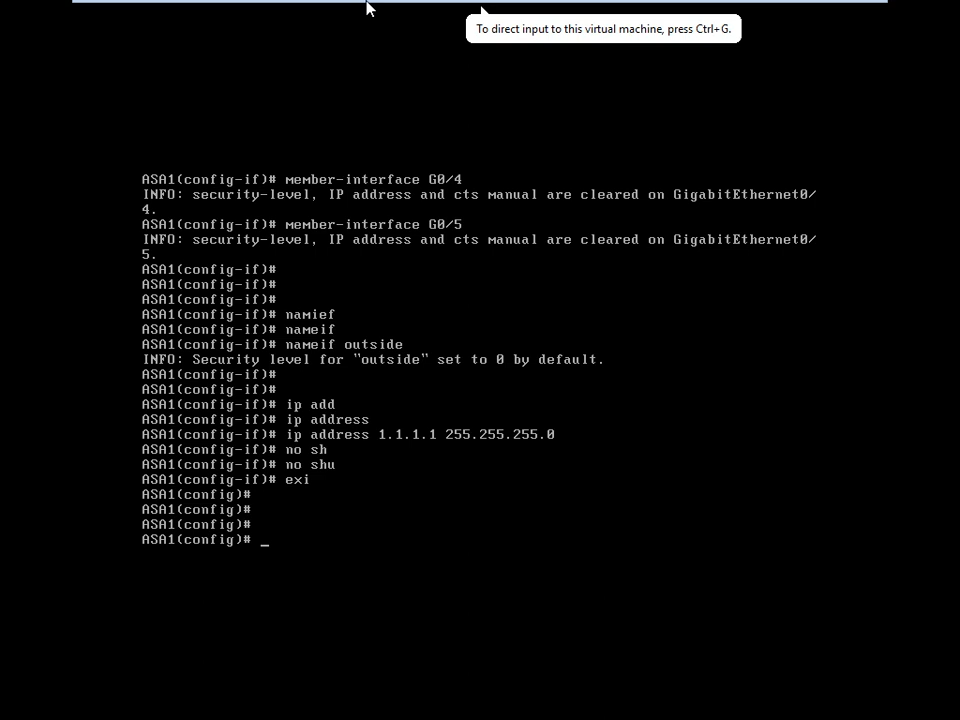 To direct input to this virtual machine, press Ctrl+G.
ASA1(config-if)# member-interface G0/4
INFO: security-level, IP address and cts manual are cleared on GigabitEthernet0/
4.
ASA1(config-if)# member-interface G0/5
INFO: security-level, IP address and cts manual are cleared on GigabitEthernet0/
5.
ASA1(config-if)#
ASA1(config-if)#
ASA1(config-if)#
ASA1(config-if)# namief
ASA1(config-if)# nameif
ASA1(config-if)# nameif outside
INFO: Security level for "outside" set to 0 by default.
ASA1(config-if)#
ASA1(config-if)#
ASA1(config-if)# ip add
ASA1(config-if)# ip address
ASA1(config-if)# ip address 1.1.1.1 255.255.255.0
ASA1(config-if)# no sh
ASA1(config-if)# no shu
ASA1(config-if)# exi
ASA1(config)#
ASA1(config)#
ASA1(config)#
ASA1(config)# _